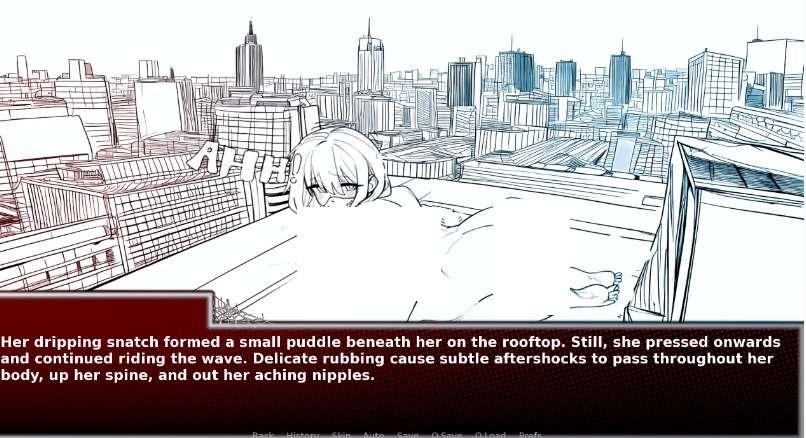 AHH
Her dripping snatch formed a small puddle beneath her on the rooftop. Still, she pressed onwards
and continued riding the wave. Delicate rubbing cause subtle aftershocks to pass throughout her
body, up her spine, and out her aching nipples.
Back History Skip Auto Save Q.Save Q.Load Prefs